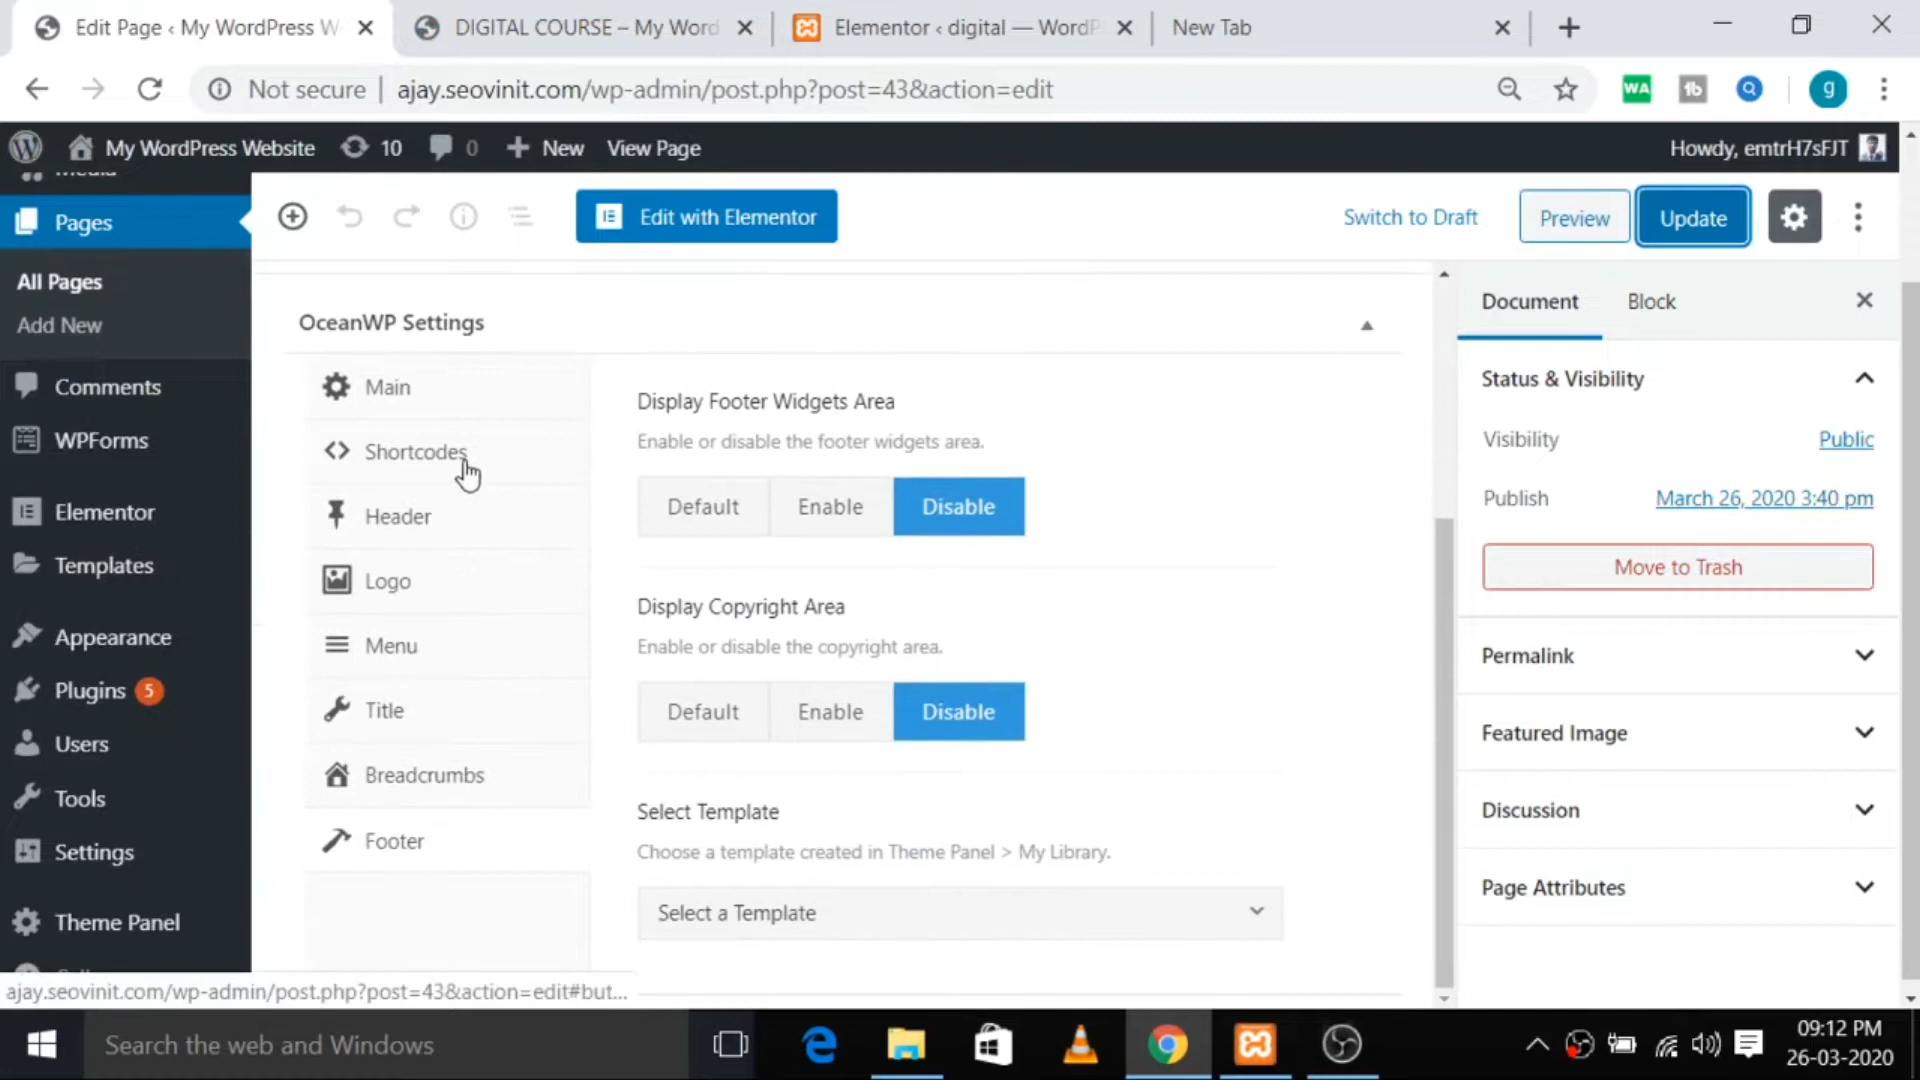 Edit Page ‹ My WordPress W
DIGITAL COURSE – My Word
Elementor ‹ digital — WordP
New Tab
Not secure | ajay.seovinit.com/wp-admin/post.php?post=43&action=edit
WA
tb
g
My WordPress Website
10
0
New
View Page
Howdy, emtrH7sFJT
Media
Pages
All Pages
Add New
Comments
WPForms
Elementor
Templates
Appearance
Plugins 5
Users
Tools
Settings
Theme Panel
Edit with Elementor
Switch to Draft
Preview
Update
OceanWP Settings
Main
Shortcodes
Header
Logo
Menu
Title
Breadcrumbs
Footer
Display Footer Widgets Area
Enable or disable the footer widgets area.
Default
Enable
Disable
Display Copyright Area
Enable or disable the copyright area.
Default
Enable
Disable
Select Template
Choose a template created in Theme Panel > My Library.
Select a Template
Document
Block
Status & Visibility
Visibility
Public
Publish
March 26, 2020 3:40 pm
Move to Trash
Permalink
Featured Image
Discussion
Page Attributes
ajay.seovinit.com/wp-admin/post.php?post=43&action=edit#but...
Search the web and Windows
09:12 PM
26-03-2020